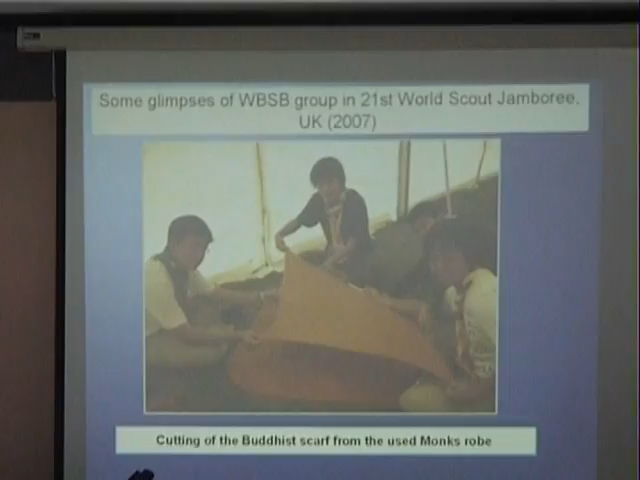 Some glimpses of WBSB group in 21st World Scout Jamboree,
UK (2007)
Cutting of the Buddhist scarf from the used Monks robe